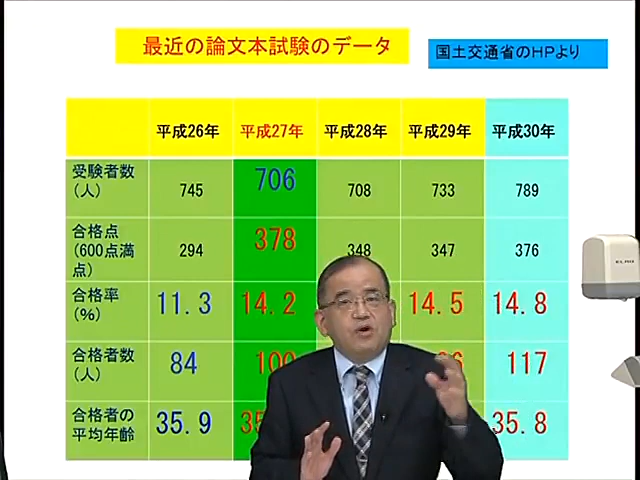 最近の論文本試験のデータ
国土交通省のHPより
平成26年 平成27年 平成28年 平成29年 平成30年
受験者数
(人) 745 706 708 733 789
合格点
(600点満
点) 294 378 348 347 376
合格率
(%) 11.3 14.2 14.5 14.8
合格者数
(人) 84 100 117
合格者の
平均年齢 35.9 35.8
ELMO